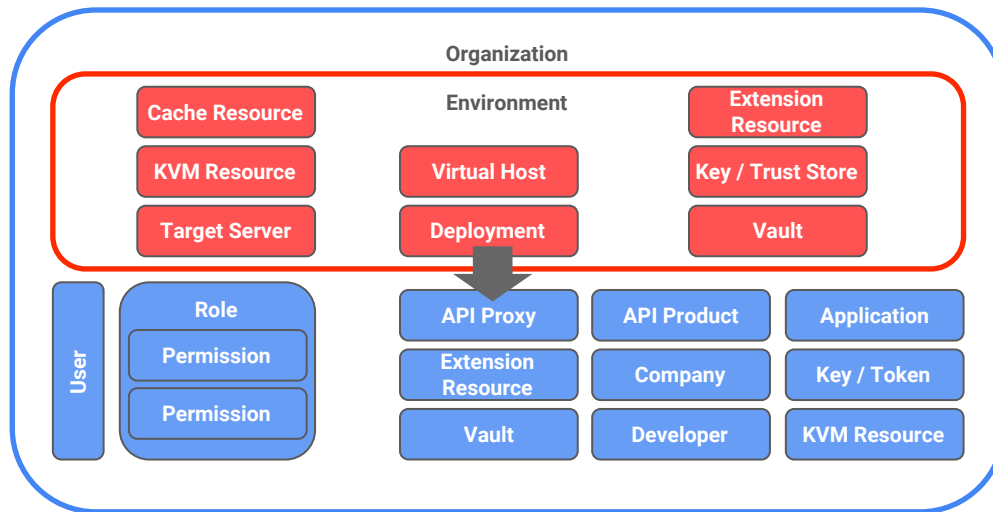 Organization
Environment
Cache Resource
KVM Resource
Target Server
Virtual Host
Deployment
Extension
Resource
Key / Trust Store
Vault
User
Role
Permission
Permission
API Proxy
API Product
Application
Extension
Resource
Company
Key / Token
Vault
Developer
KVM Resource